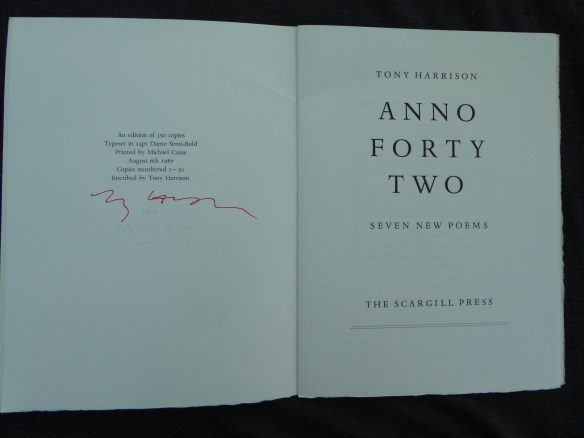 An edition of 350 copies
Typeset in 14pt Dante Semi-Bold
Printed by Michael Caine
August 6th 1987
Copies numbered 1 – 50
Inscribed by Tony Harrison
TONY HARRISON
ANNO
FORTY
TWO
SEVEN NEW POEMS
THE SCARGILL PRESS